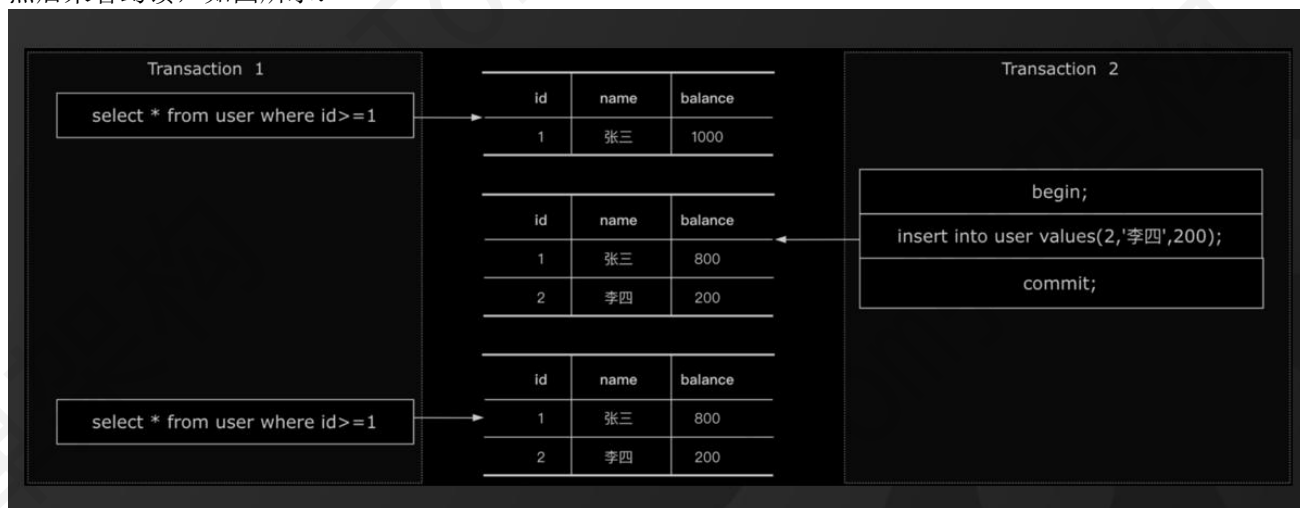 Transaction 1
Transaction 2
select * from user where id>=1
id name balance
1 张三 1000
begin;
insert into user values(2,'李四',200);
commit;
id name balance
1 张三 800
2 李四 200
select * from user where id>=1
id name balance
1 张三 800
2 李四 200